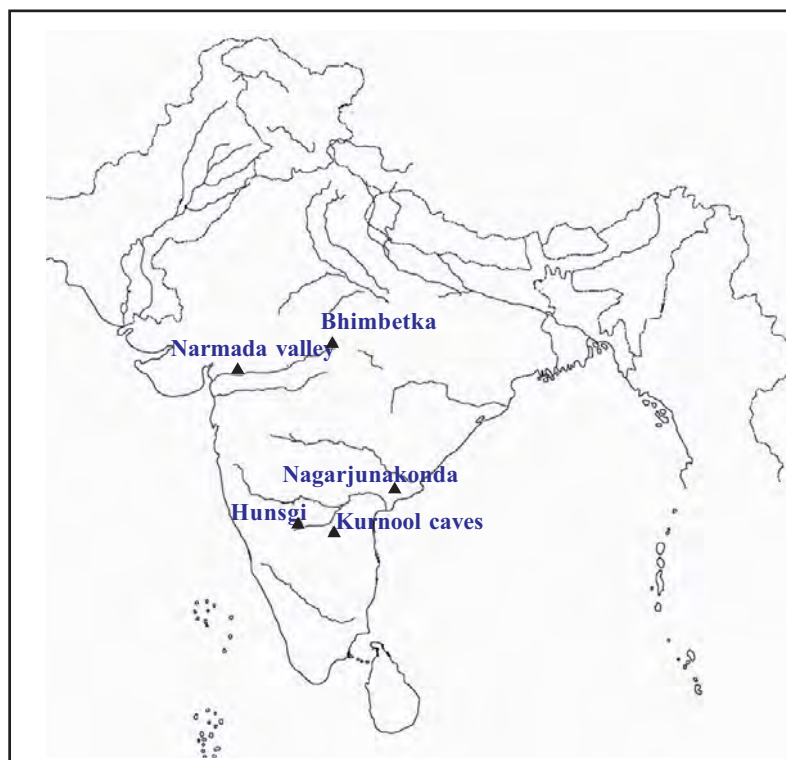 Bhimbetka
Narmada valley
Nagarjunakonda
Hunsgi
Kurnool caves